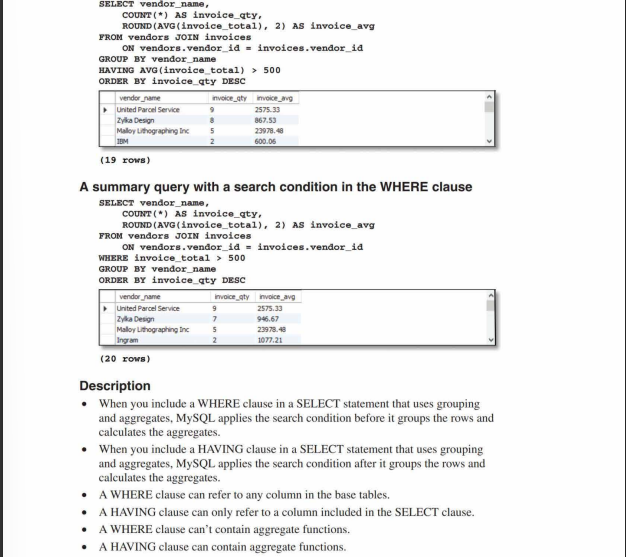 SELECT vendor_name,
COUNT(*) AS invoice_qty,
ROUND(AVG(invoice_total), 2) AS invoice_avg
FROM vendors JOIN invoices
ON vendors.vendor_id = invoices.vendor_id
GROUP BY vendor_name
HAVING AVG(invoice_total) > 500
ORDER BY invoice_qty DESC
vendor_name invoice_qty invoice_avg
United Parcel Service 9 2575.33
Zylka Design 8 867.53
Malloy Lithographing Inc 5 23978.48
IBM 2 600.06
(19 rows)
A summary query with a search condition in the WHERE clause
SELECT vendor_name,
COUNT(*) AS invoice_qty,
ROUND(AVG(invoice_total), 2) AS invoice_avg
FROM vendors JOIN invoices
ON vendors.vendor_id = invoices.vendor_id
WHERE invoice_total > 500
GROUP BY vendor_name
ORDER BY invoice_qty DESC
vendor_name invoice_qty invoice_avg
United Parcel Service 9 2575.33
Zylka Design 7 946.67
Malloy Lithographing Inc 5 23978.48
Ingram 2 1077.21
(20 rows)
Description
• When you include a WHERE clause in a SELECT statement that uses grouping
and aggregates, MySQL applies the search condition before it groups the rows and
calculates the aggregates.
• When you include a HAVING clause in a SELECT statement that uses grouping
and aggregates, MySQL applies the search condition after it groups the rows and
calculates the aggregates.
• A WHERE clause can refer to any column in the base tables.
• A HAVING clause can only refer to a column included in the SELECT clause.
• A WHERE clause can't contain aggregate functions.
• A HAVING clause can contain aggregate functions.